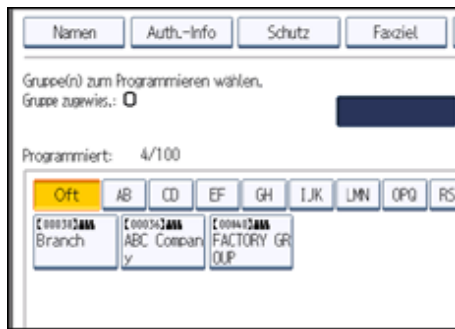 Namen Auth.-Info Schutz Faxziel
Gruppe(n) zum Programmieren wählen.
Gruppe zugewies.: 0
Programmiert: 4/100
Oft AB CD EF GH IJK LMN OPQ RS
[00038] [00036] [00040]
Branch ABC Compan FACTORY GR
y OUP